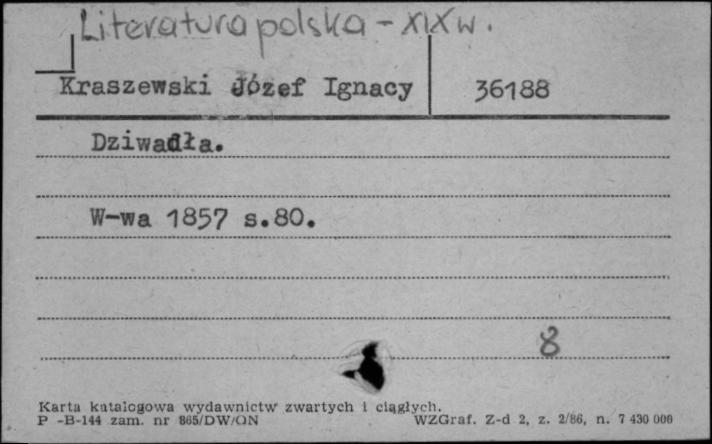 Literatura polska - XIX w.
Kraszewski Józef Ignacy 36188
Dziwadła.
W-wa 1857 s.80.
8
Karta katalogowa wydawnictw zwartych i ciągłych.
P -B-144 zam. nr 865/DW/ON WZGraf. Z-d 2, z. 2/86, n. 7 430 000